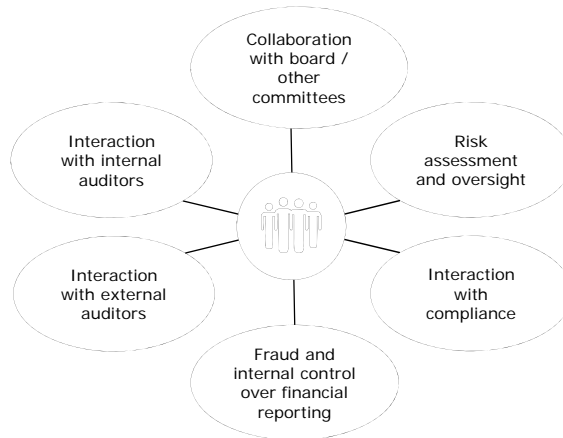 Collaboration
with board /
other
committees
Interaction
with internal
auditors
Risk
assessment
and oversight
Interaction
with external
auditors
Interaction
with
compliance
Fraud and
internal control
over financial
reporting